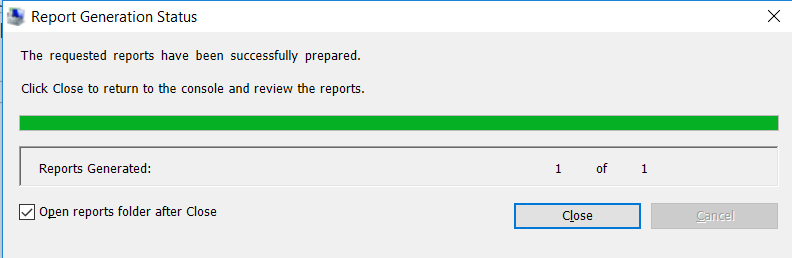 Report Generation Status
The requested reports have been successfully prepared.
Click Close to return to the console and review the reports.
Reports Generated: 1 of 1
Open reports folder after Close
Close
Cancel